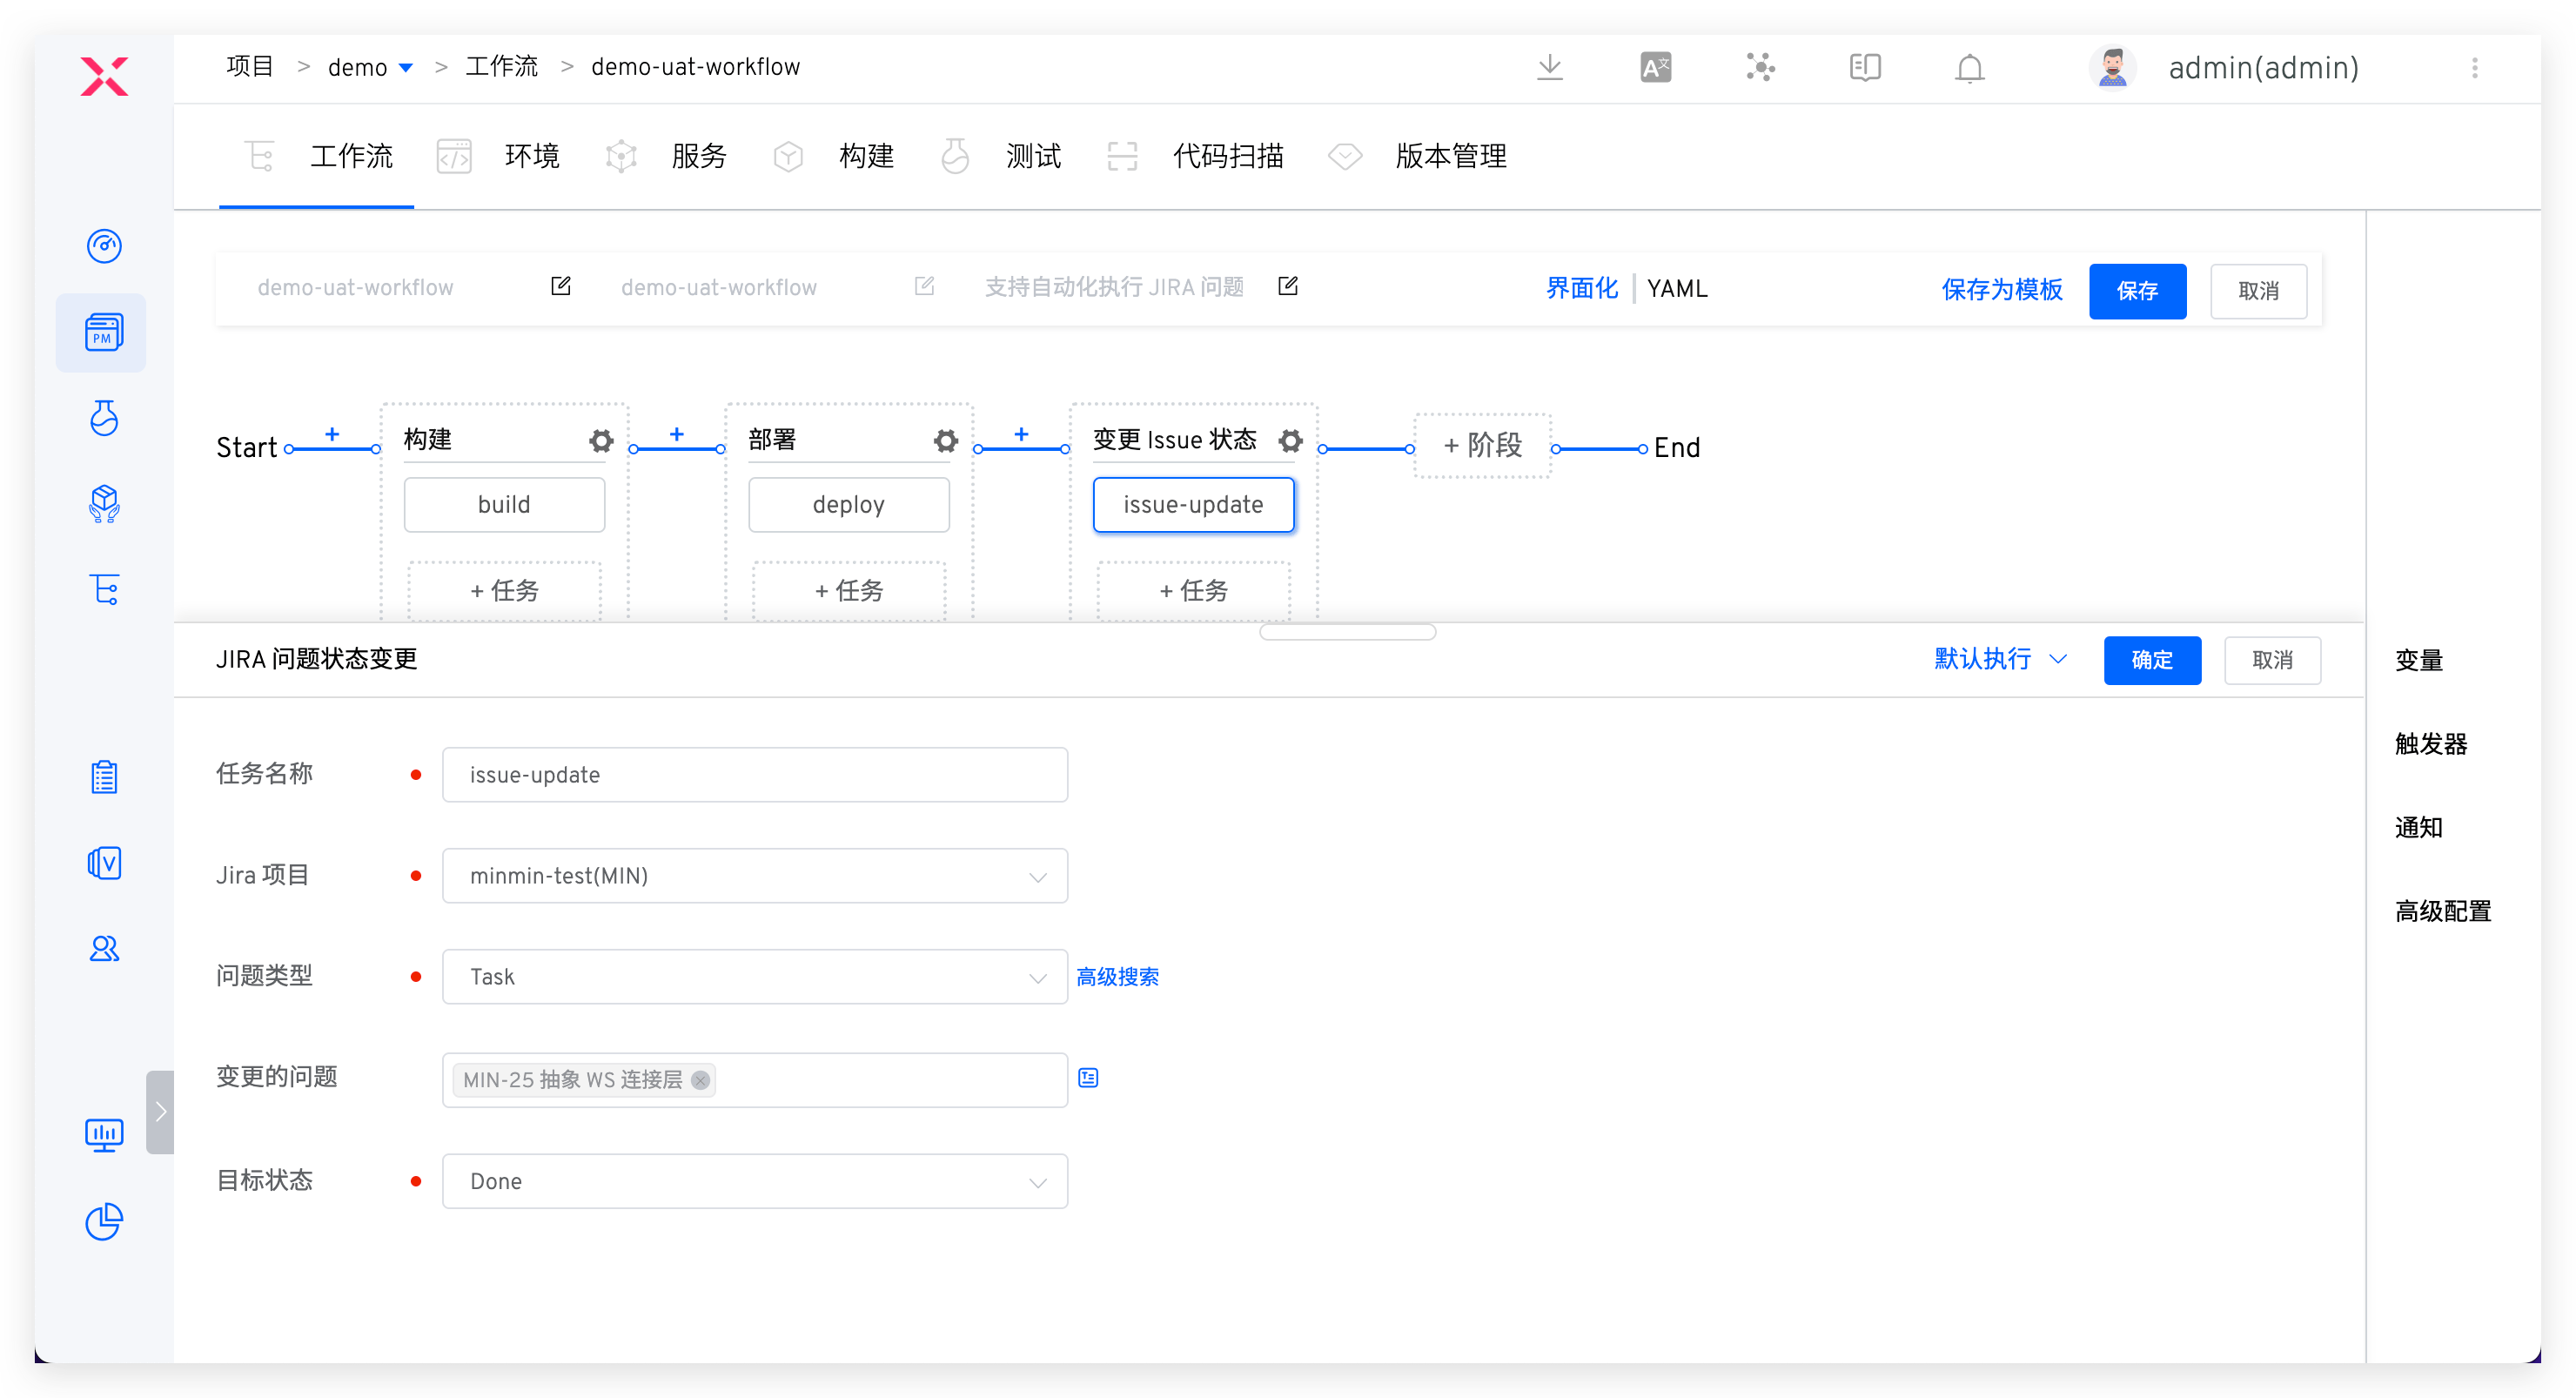 项目 > demo > 工作流 > demo-uat-workflow
admin(admin)
工作流 环境 服务 构建 测试 代码扫描 版本管理
demo-uat-workflow demo-uat-workflow 支持自动化执行 JIRA 问题 界面化 YAML 保存为模板 保存 取消
Start 构建 部署 变更 Issue 状态 + 阶段 End
build deploy issue-update
+ 任务 + 任务 + 任务
JIRA 问题状态变更 默认执行 确定 取消
任务名称 issue-update
Jira 项目 minmin-test(MIN)
问题类型 Task 高级搜索
变更的问题 MIN-25 抽象 WS 连接层
目标状态 Done
变量
触发器
通知
高级配置
PM
V